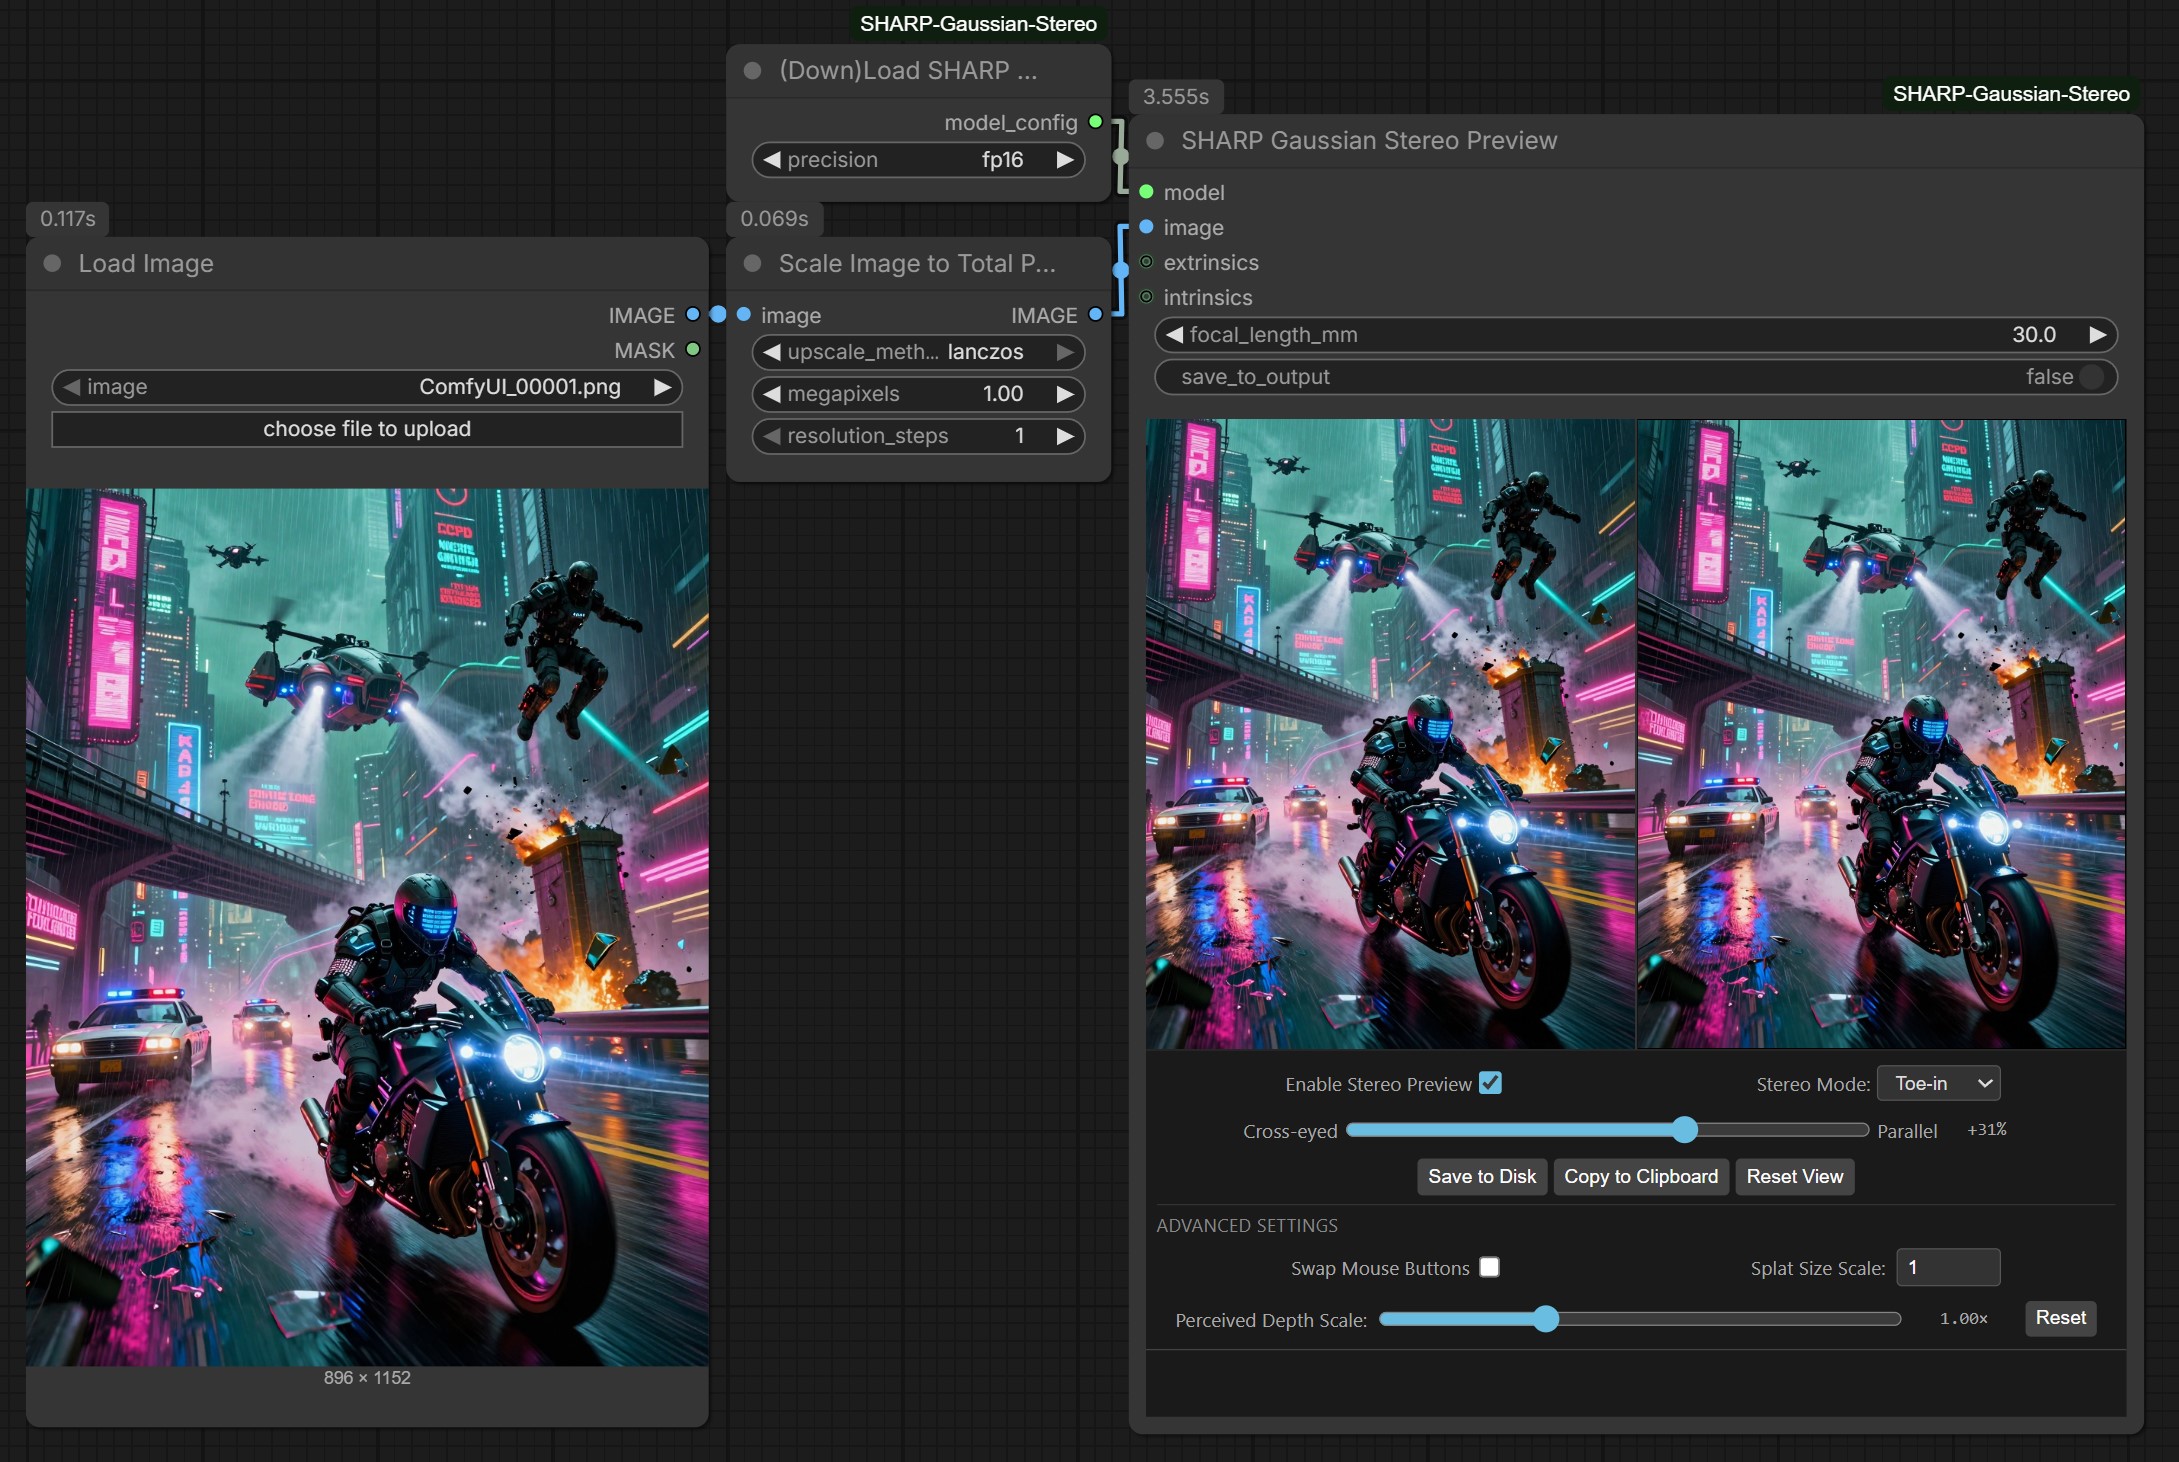 SHARP-Gaussian-Stereo
(Down)Load SHARP ...
model_config
precision fp16
0.117s
Load Image
IMAGE
MASK
image ComfyUI_00001.png
choose file to upload
CCPD
KAP
896 × 1152
0.069s
Scale Image to Total P...
image IMAGE
upscale_meth... lanczos
megapixels 1.00
resolution_steps 1
3.555s
SHARP-Gaussian-Stereo
SHARP Gaussian Stereo Preview
model
image
extrinsics
intrinsics
focal_length_mm 30.0
save_to_output false
CCPD
CCPD
Enable Stereo Preview Stereo Mode: Toe-in
Cross-eyed Parallel +31%
Save to Disk Copy to Clipboard Reset View
ADVANCED SETTINGS
Swap Mouse Buttons Splat Size Scale: 1
Perceived Depth Scale: 1.00x Reset